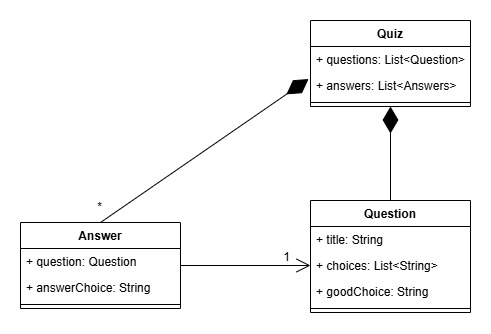 Quiz
+ questions: List<Question>
+ answers: List<Answers>
*
Answer
+ question: Question
+ answerChoice: String
1
Question
+ title: String
+ choices: List<String>
+ goodChoice: String